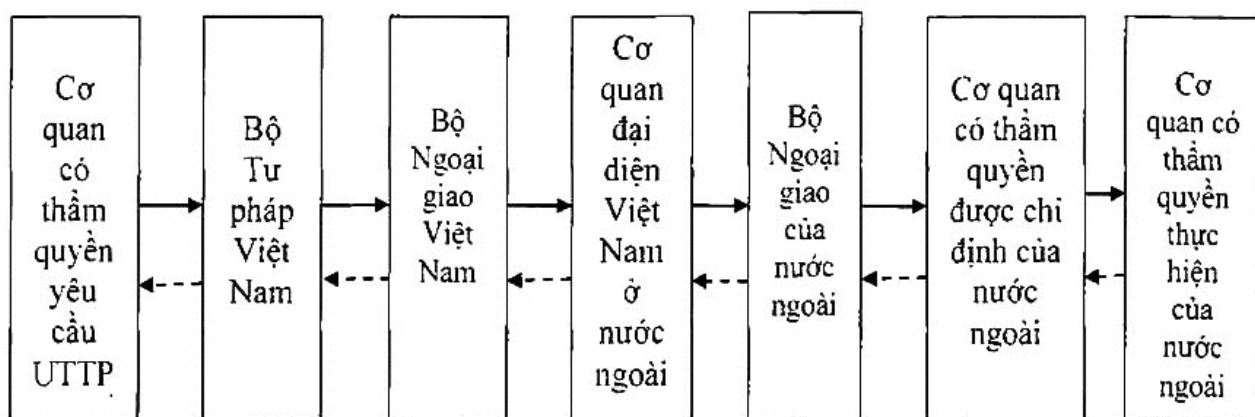 Cơ
quan
có
thẩm
quyền
yêu
cầu
UTTP
Bộ
Tư
pháp
Việt
Nam
Bộ
Ngoại
giao
Việt
Nam
Cơ
quan
đại
diện
Việt
Nam
ở
nước
ngoài
Bộ
Ngoại
giao
của
nước
ngoài
Cơ quan
có thẩm
quyền
được chỉ
định của
nước
ngoài
Cơ
quan có
thẩm
quyền
thực
hiện
của
nước
ngoài